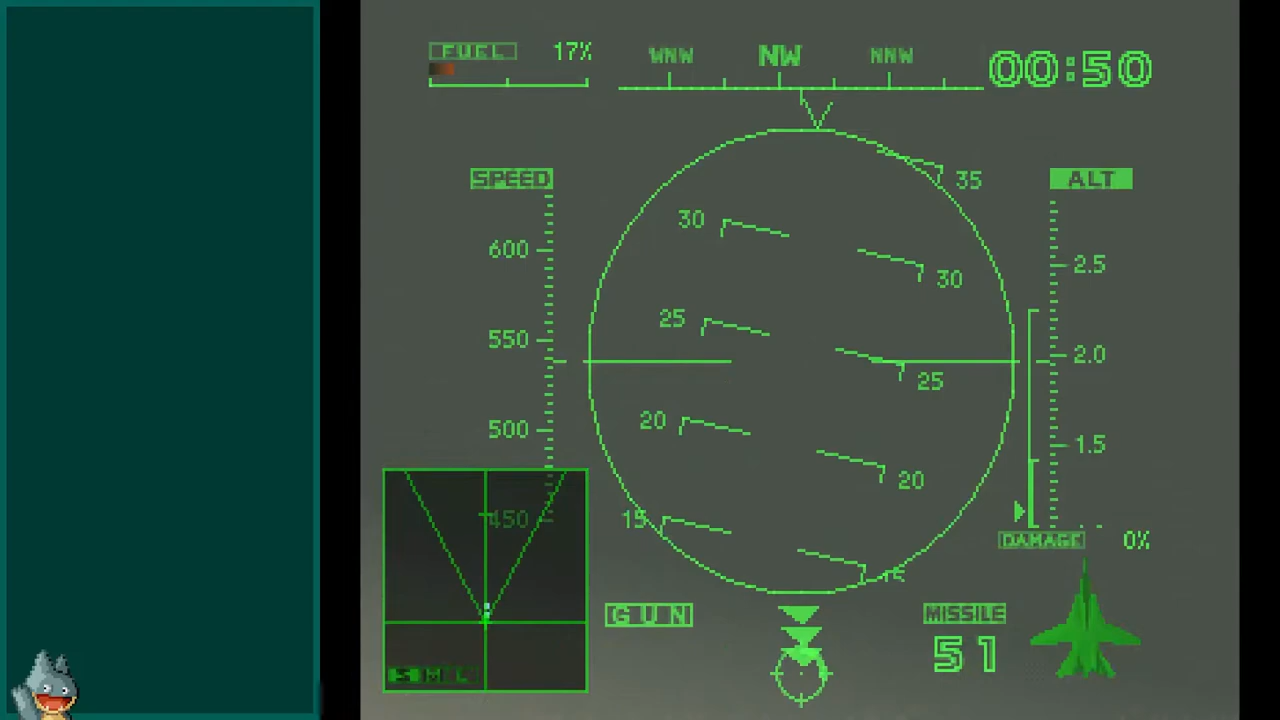 FUEL 17% WNW NW NNW 00:50
35
SPEED ALT
30
600 2.5
30
25
550 2.0
25
20
500 1.5
20
450 15
DAMAGE 0%
GUN MISSILE
51
S M L